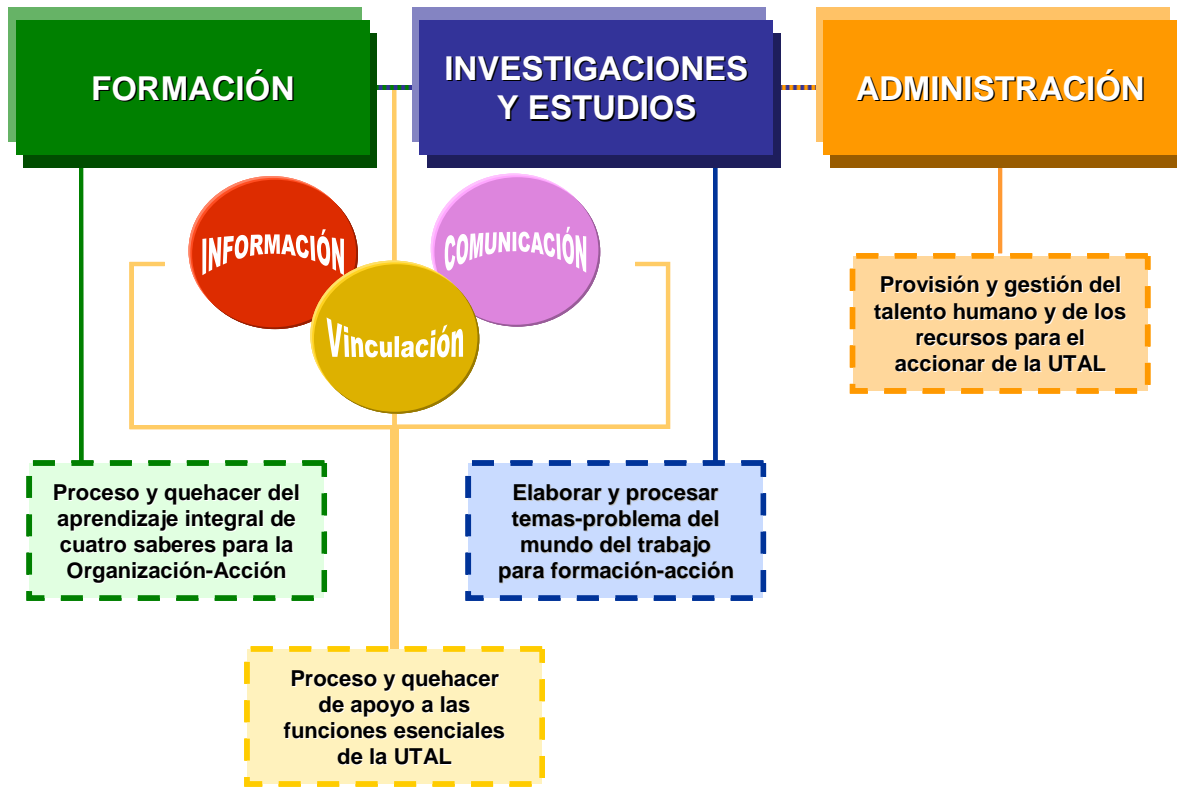 FORMACIÓN
INVESTIGACIONES
Y ESTUDIOS
ADMINISTRACIÓN
INFORMACIÓN
COMUNICACIÓN
Vinculación
Provisión y gestión del
talento humano y de los
recursos para el
accionar de la UTAL
Proceso y quehacer del
aprendizaje integral de
cuatro saberes para la
Organización-Acción
Elaborar y procesar
temas-problema del
mundo del trabajo
para formación-acción
Proceso y quehacer
de apoyo a las
funciones esenciales
de la UTAL